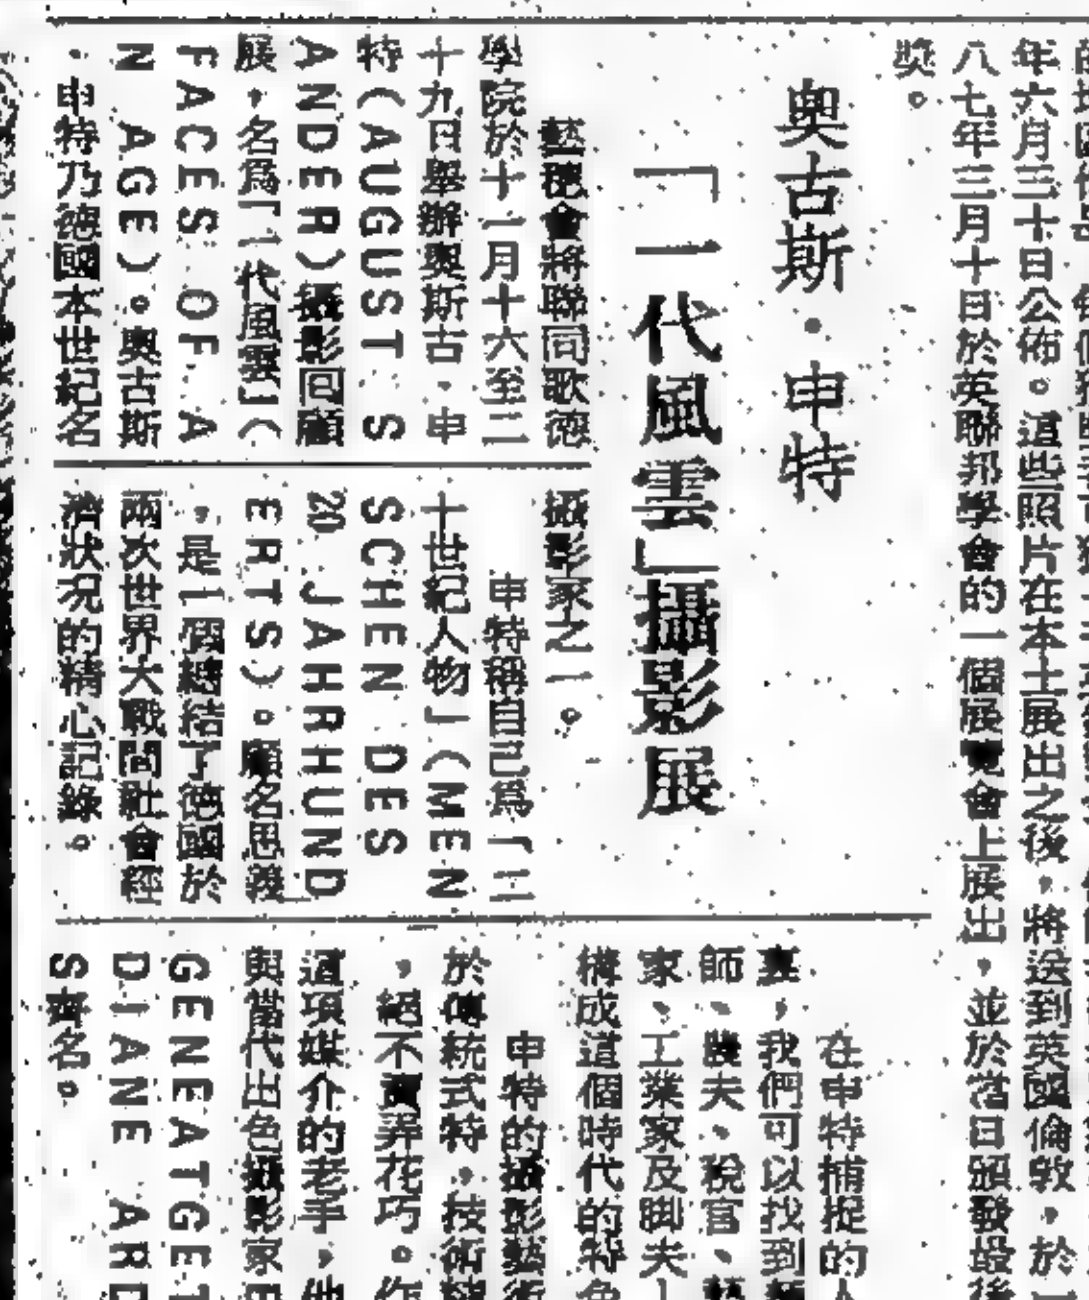 年六月三十日公佈。這些照片在本土展出之後，將送到英國倫敦，於一
八七年三月十日於英聯邦學會的一個展覽會上展出，並於當日頒發最後
獎。
奧古斯・申特
「一代風雲」攝影展
藝穗會將聯同歌德
學院於十一月十六至二
十九日舉辦奧斯古・申
特（AUGUST S
ANDER）攝影回顧
展，名為「一代風雲」（
FACES OF A
N AGE）。奧古斯
・申特乃德國本世紀名
攝影家之一。
申特稱自己為「二
十世紀人物」（MEN
SCHEN DES
20 JAHRHUND
ERTS）。顧名思義
，是一個總結了德國於
兩次世界大戰間社會經
濟狀況的精心記錄。
在申特捕捉的人
裏，我們可以找到
師、醜夫、稅官、藝
家、工業家及脚夫
構成這個時代的特色
申特的攝影藝術
於傳統式特，技術
，絕不賣弄花巧。作
這項媒介的老手，他
與當代出色攝影家E
GENEATGET
DIANE ARD
S齊名。